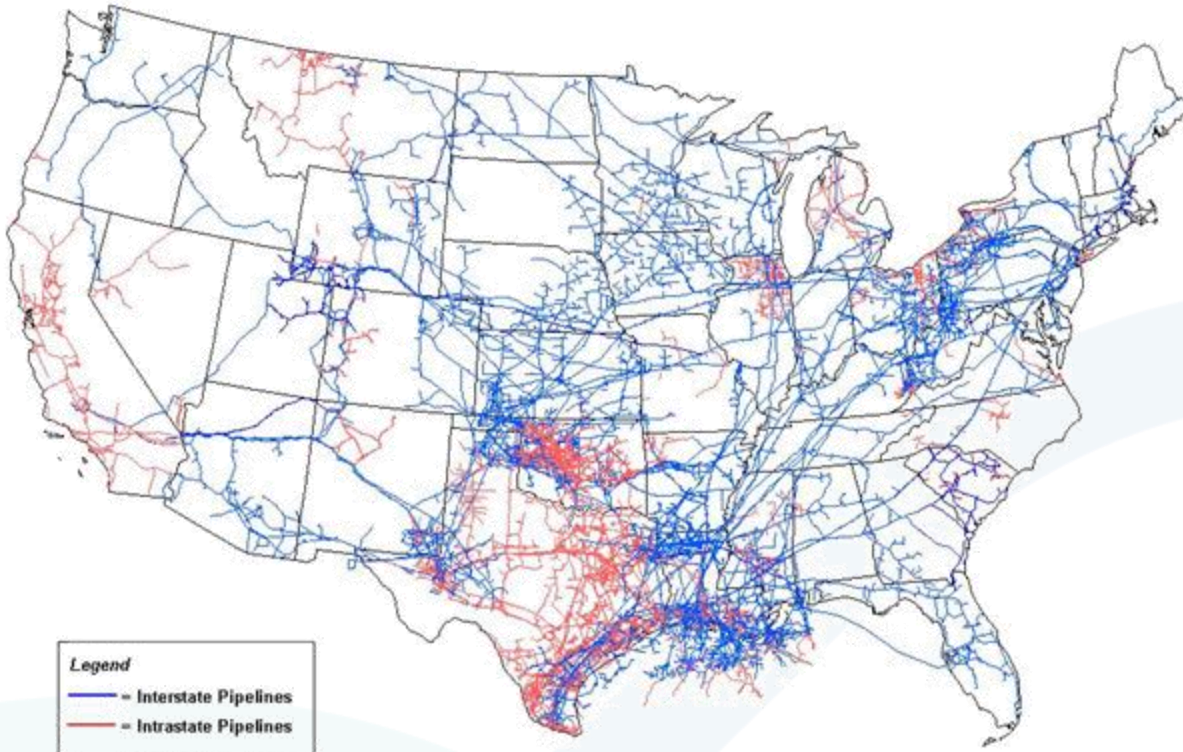 Legend
= Interstate Pipelines
= Intrastate Pipelines